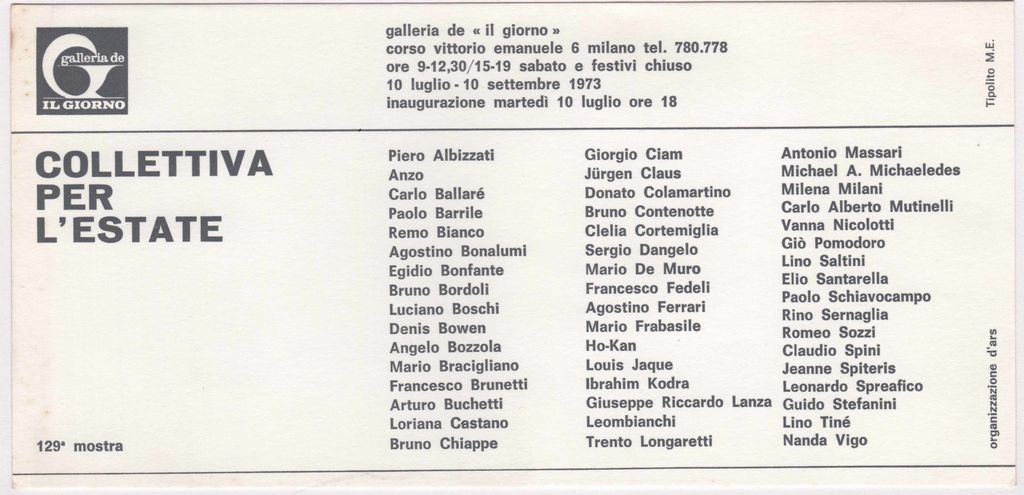 galleria de
IL GIORNO
galleria de « il giorno »
corso vittorio emanuele 6 milano tel. 780.778
ore 9-12,30/15-19 sabato e festivi chiuso
10 luglio - 10 settembre 1973
inaugurazione martedì 10 luglio ore 18
Tipolito M.E.
COLLETTIVA
PER
L'ESTATE
129ª mostra
Piero Albizzati
Anzo
Carlo Ballaré
Paolo Barrile
Remo Bianco
Agostino Bonalumi
Egidio Bonfante
Bruno Bordoli
Luciano Boschi
Denis Bowen
Angelo Bozzola
Mario Bracigliano
Francesco Brunetti
Arturo Buchetti
Loriana Castano
Bruno Chiappe
Giorgio Ciam
Jürgen Claus
Donato Colamartino
Bruno Contenotte
Clelia Cortemiglia
Sergio Dangelo
Mario De Muro
Francesco Fedeli
Agostino Ferrari
Mario Frabasile
Ho-Kan
Louis Jaque
Ibrahim Kodra
Giuseppe Riccardo Lanza
Leombianchi
Trento Longaretti
Antonio Massari
Michael A. Michaeledes
Milena Milani
Carlo Alberto Mutinelli
Vanna Nicolotti
Giò Pomodoro
Lino Saltini
Elio Santarella
Paolo Schiavocampo
Rino Sernaglia
Romeo Sozzi
Claudio Spini
Jeanne Spiteris
Leonardo Spreafico
Guido Stefanini
Lino Tiné
Nanda Vigo
organizzazione d'ars